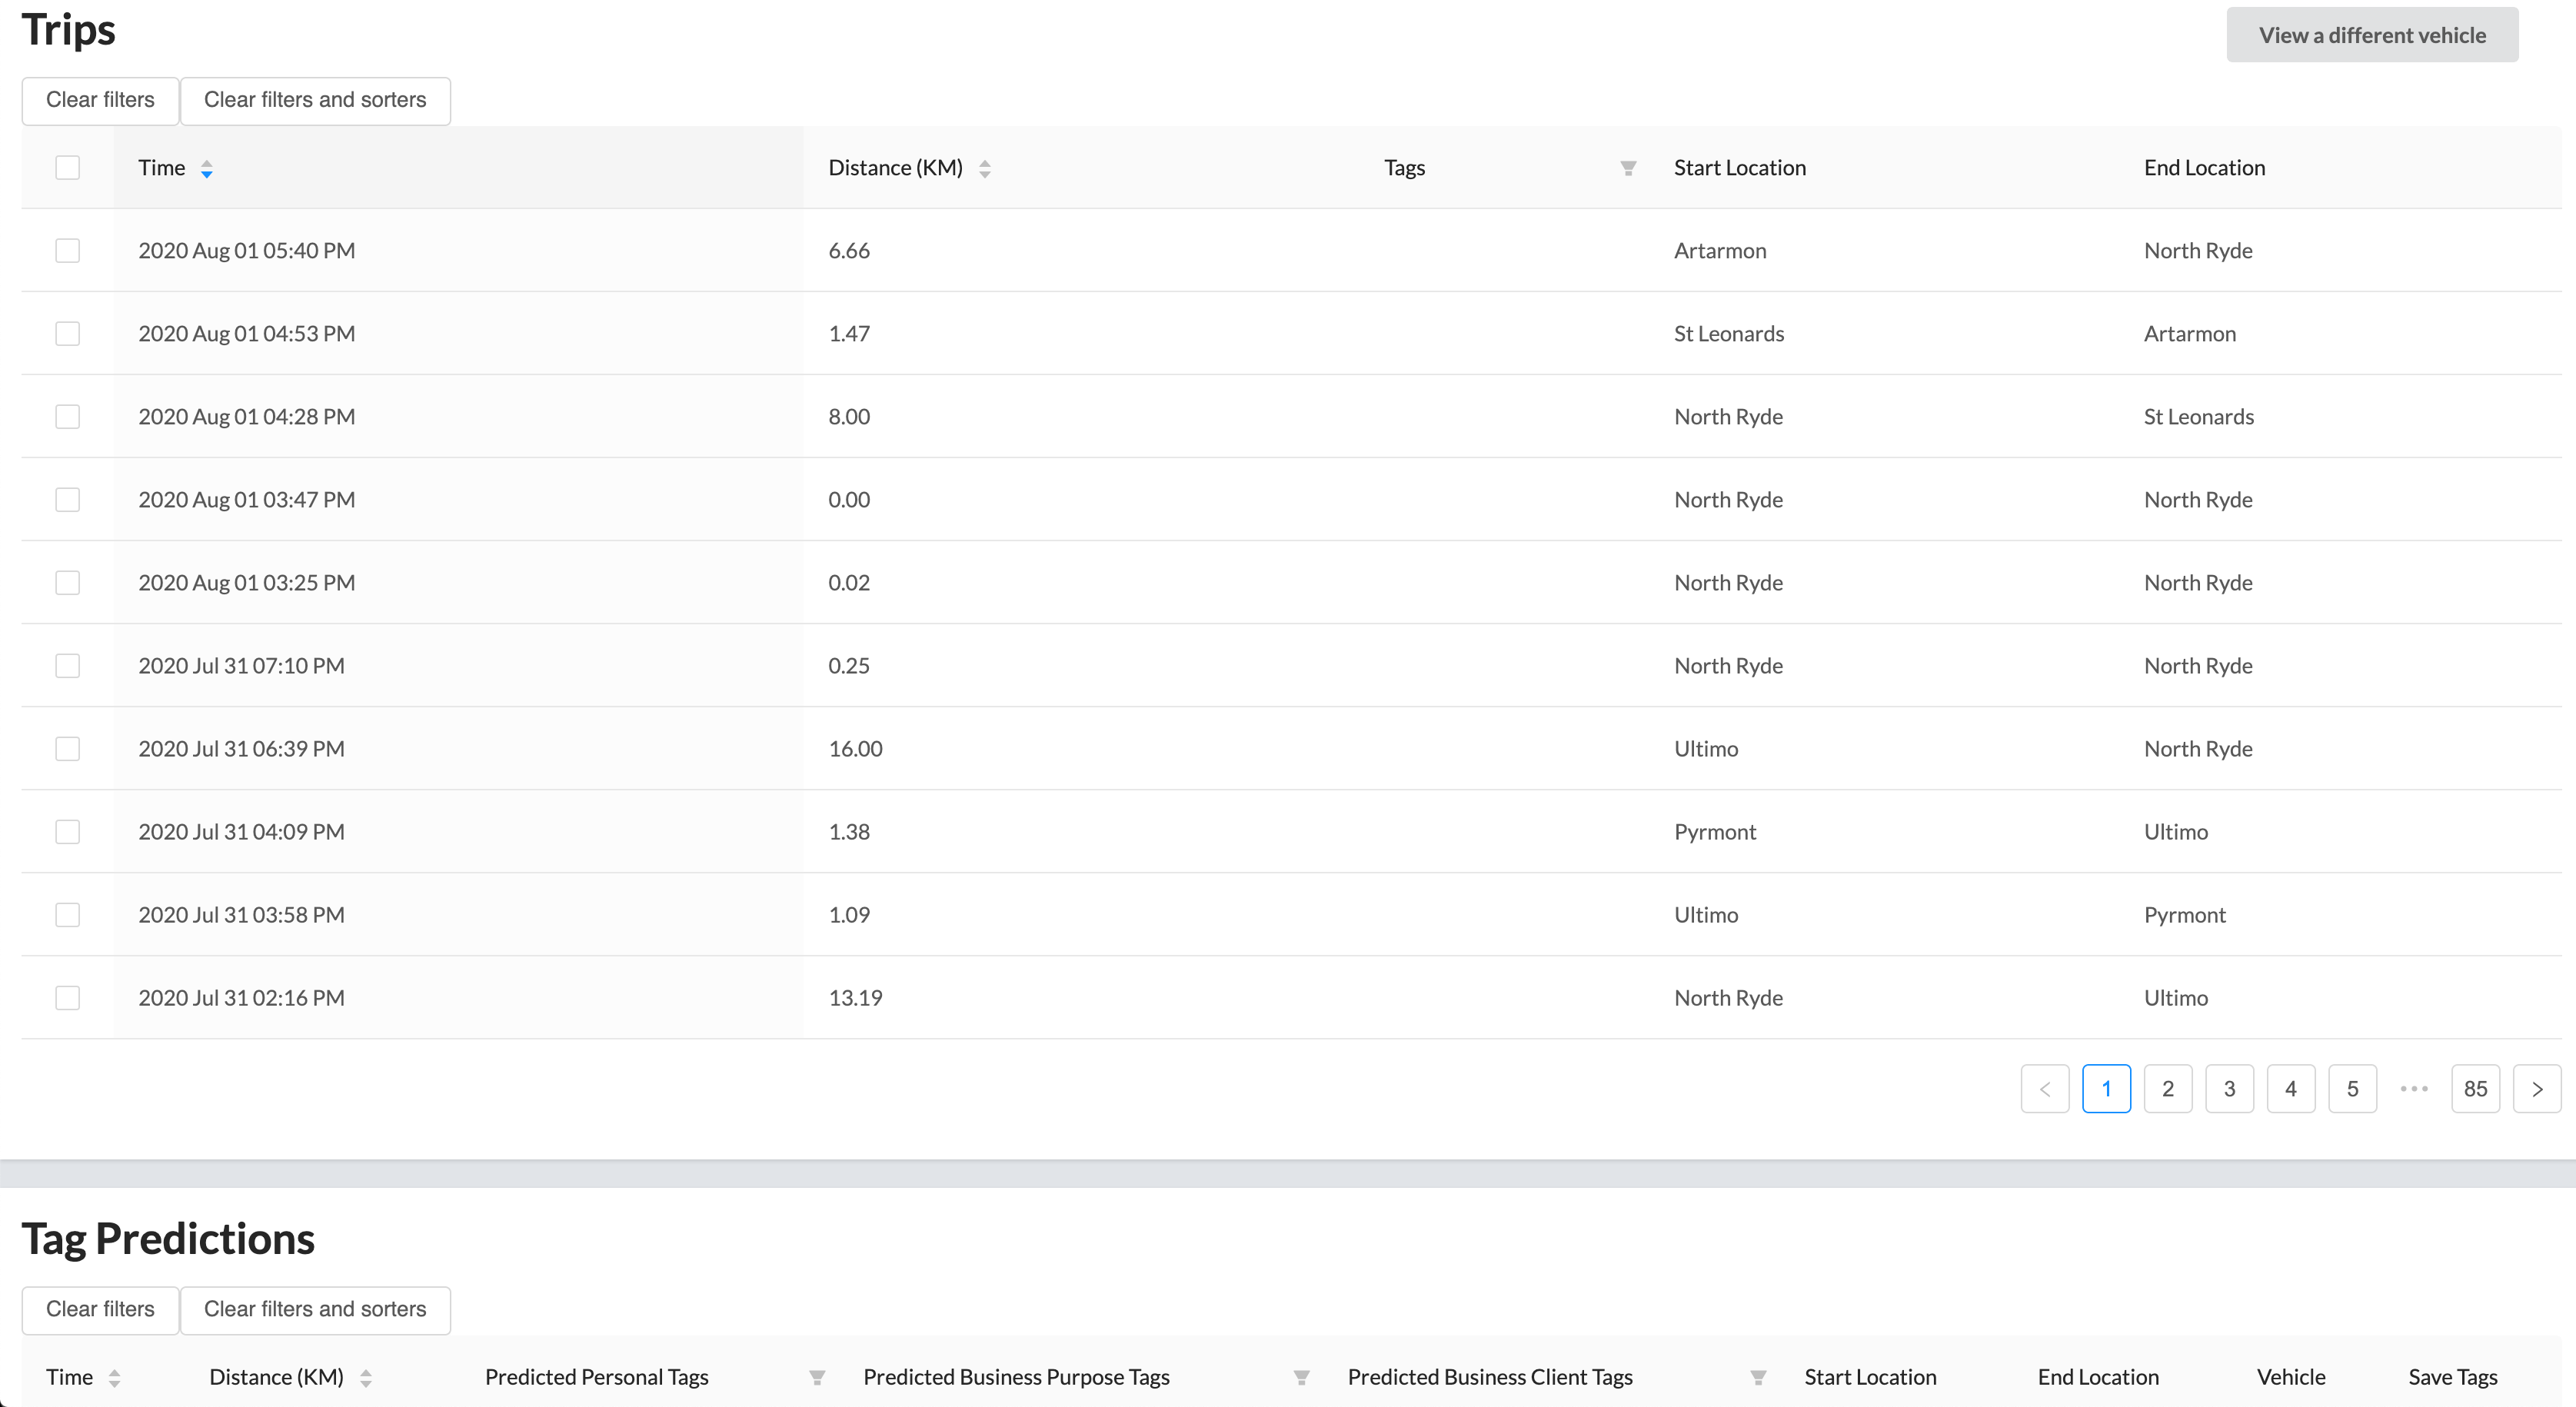 Trips
View a different vehicle
Clear filters Clear filters and sorters
Time Distance (KM) Tags Start Location End Location
2020 Aug 01 05:40 PM 6.66 Artarmon North Ryde
2020 Aug 01 04:53 PM 1.47 St Leonards Artarmon
2020 Aug 01 04:28 PM 8.00 North Ryde St Leonards
2020 Aug 01 03:47 PM 0.00 North Ryde North Ryde
2020 Aug 01 03:25 PM 0.02 North Ryde North Ryde
2020 Jul 31 07:10 PM 0.25 North Ryde North Ryde
2020 Jul 31 06:39 PM 16.00 Ultimo North Ryde
2020 Jul 31 04:09 PM 1.38 Pyrmont Ultimo
2020 Jul 31 03:58 PM 1.09 Ultimo Pyrmont
2020 Jul 31 02:16 PM 13.19 North Ryde Ultimo
< 1 2 3 4 5 ••• 85 >
Tag Predictions
Clear filters Clear filters and sorters
Time Distance (KM) Predicted Personal Tags Predicted Business Purpose Tags Predicted Business Client Tags Start Location End Location Vehicle Save Tags